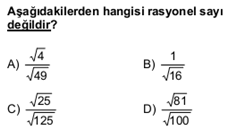 Aşağıdakilerden hangisi rasyonel sayı
değildir?
A) √4/√49 B) 1/√16
C) √25/√125 D) √81/√100